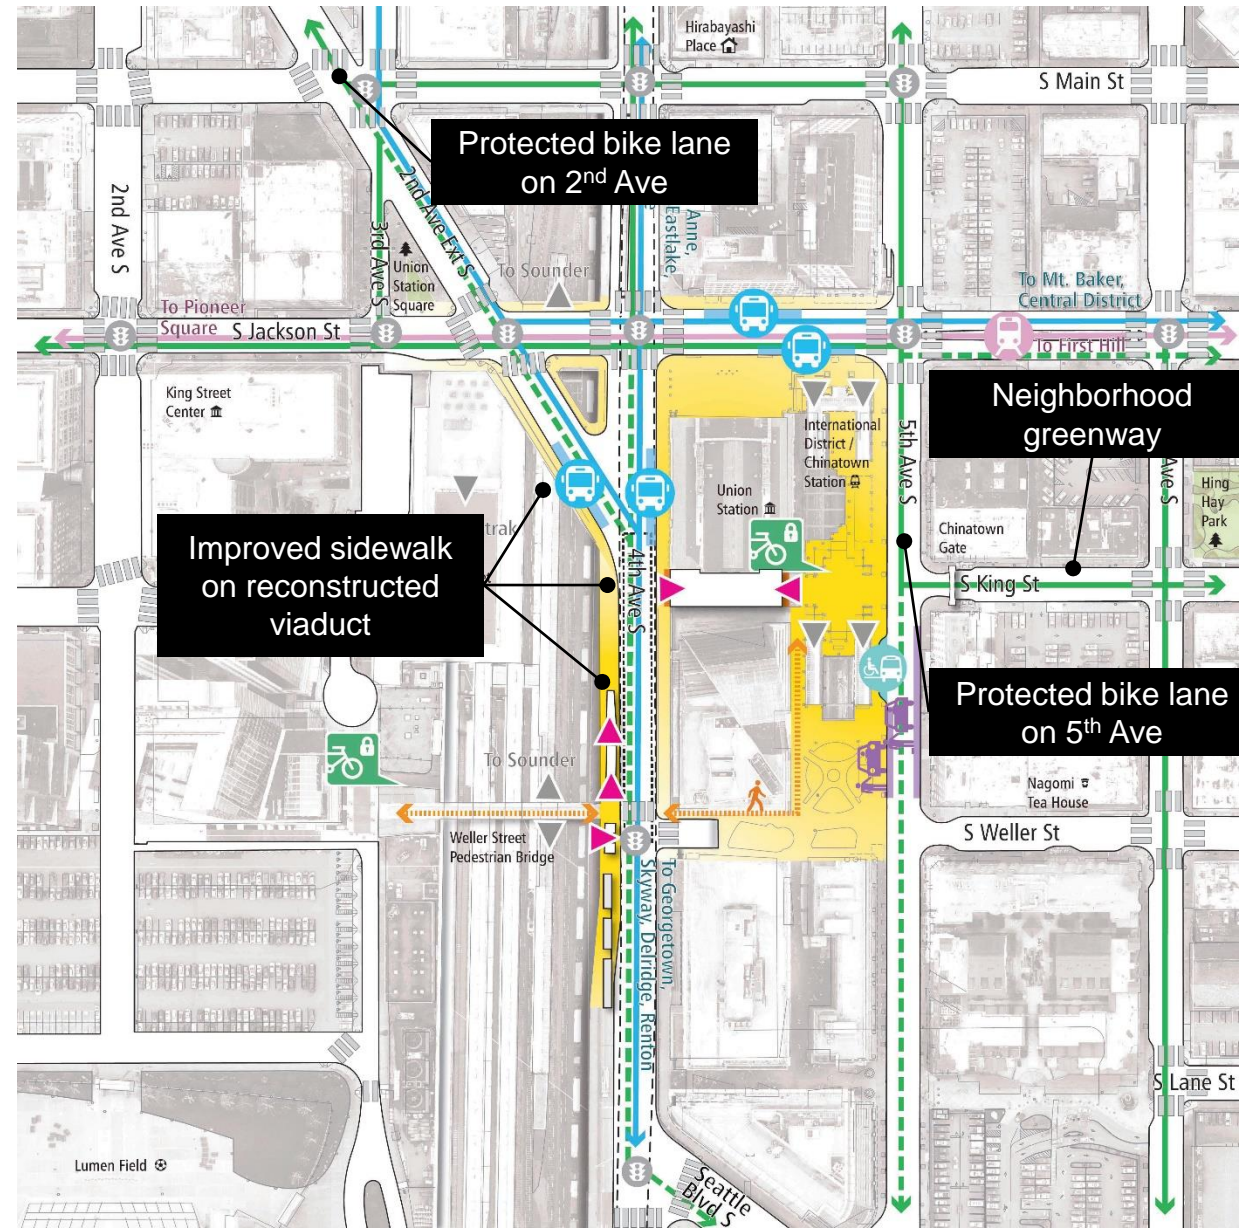 Hirabayashi
Place
S Main St
Protected bike lane
on 2nd Ave
2nd Ave S
2nd Ave Ext S
3rd Ave S
Union
Station
Square
To Sounder
Anne,
Eastlake,
To Mt. Baker,
Central District
To Pioneer
Square
S Jackson St
To First Hill
King Street
Center
International
District /
Chinatown
Station
5th Ave S
Neighborhood
greenway
Ave S
Hing
Hay
Park
Union
Station
Chinatown
Gate
trak
Improved sidewalk
on reconstructed
viaduct
4th Ave S
S King St
Protected bike lane
on 5th Ave
To Sounder
Nagomi
Tea House
Weller Street
Pedestrian Bridge
S Weller St
To Georgetown,
Skyway, Delridge, Renton
S Lane St
Lumen Field
Seattle
Blvd S